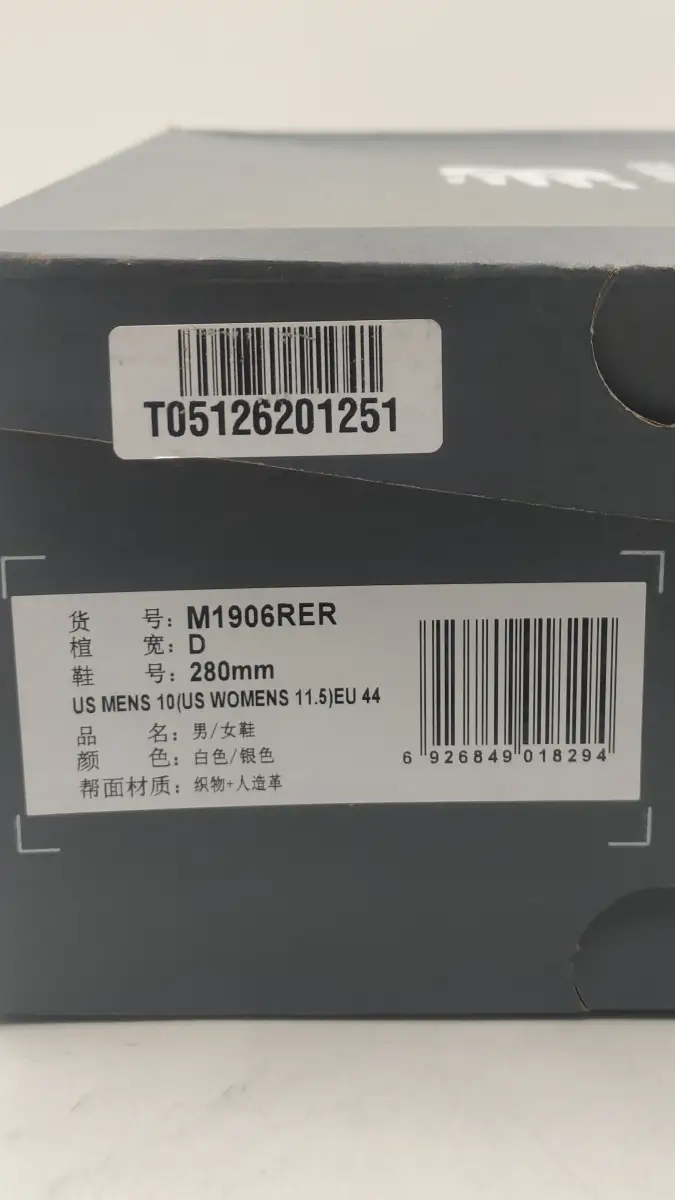 T05126201251
货 号：M1906RER
楦 宽：D
鞋 号：280mm
US MENS 10(US WOMENS 11.5)EU 44
品 名：男/女鞋
颜 色：白色/银色
帮面材质：织物+人造革
6 926849 018294